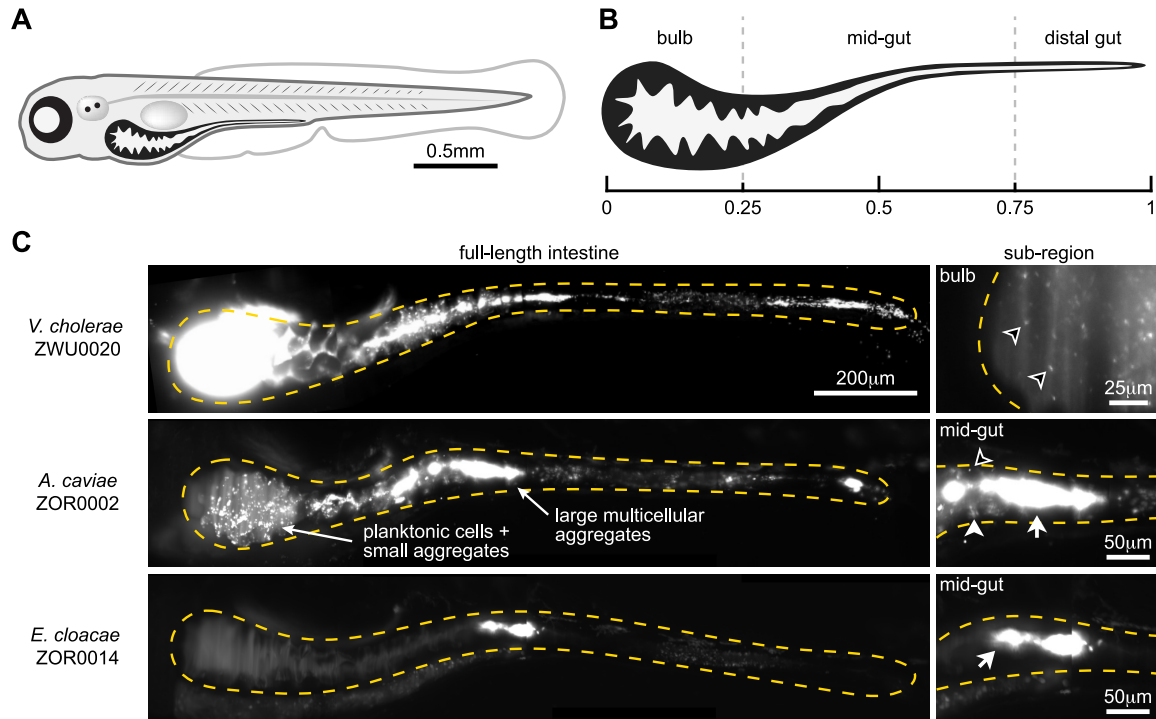 A
0.5mm
B
bulb
mid-gut
distal gut
0
0.25
0.5
0.75
1
C
full-length intestine
sub-region
V. cholerae
ZWU0020
200μm
bulb
25μm
A. caviae
ZOR0002
planktonic cells +
small aggregates
large multicellular
aggregates
mid-gut
50μm
E. cloacae
ZOR0014
mid-gut
50μm